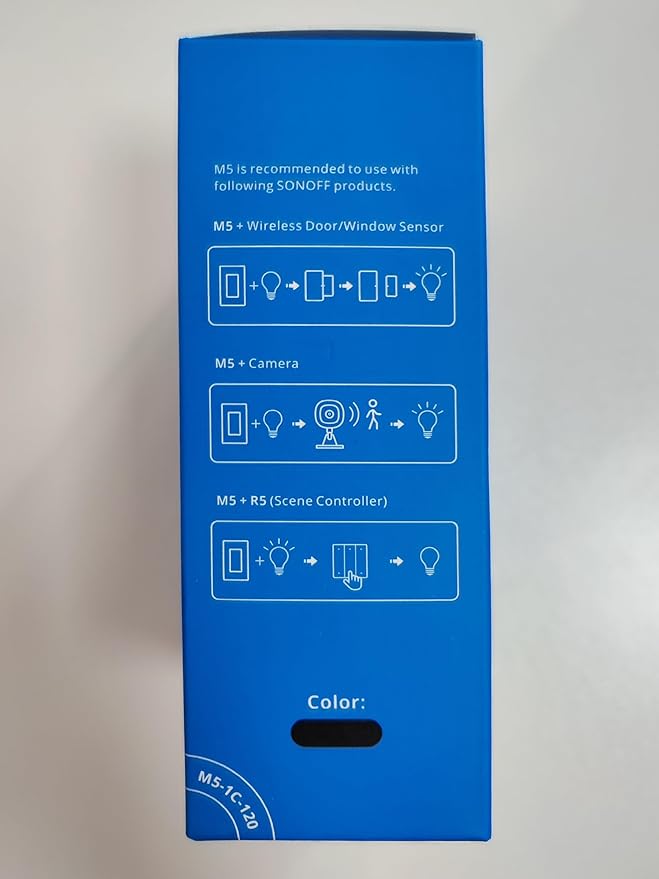 M5 is recommended to use with
following SONOFF products.
M5 + Wireless Door/Window Sensor
M5 + Camera
M5 + R5 (Scene Controller)
Color:
M5-1C-120